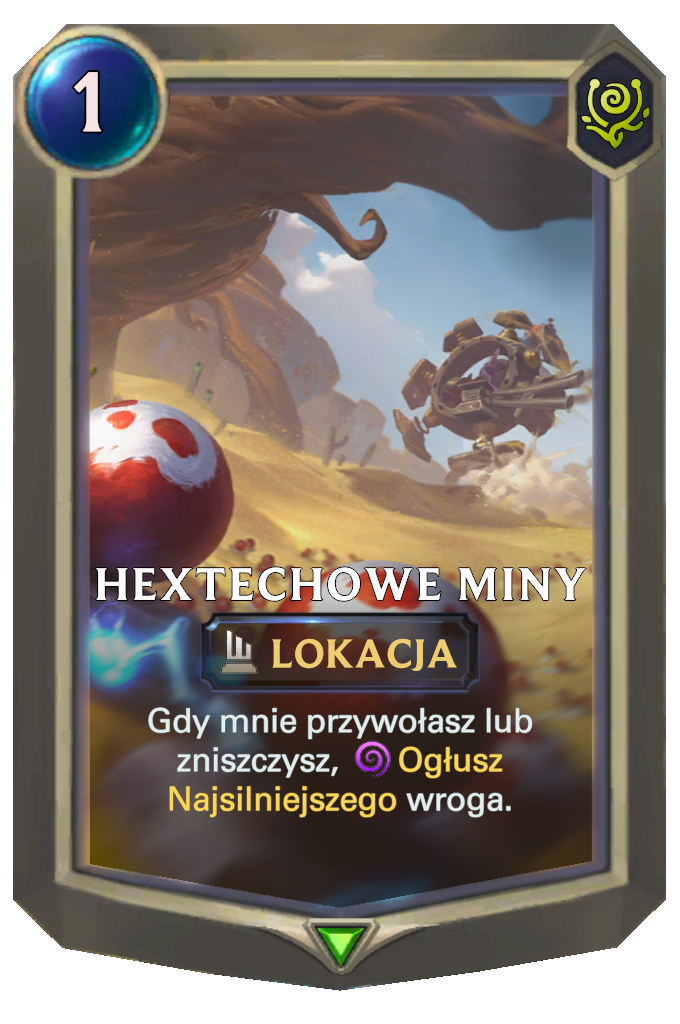 1
HEXTECHOWE MINY
LOKACJA
Gdy mnie przywołasz lub
zniszczysz, Ogłusz
Najsilniejszego wroga.